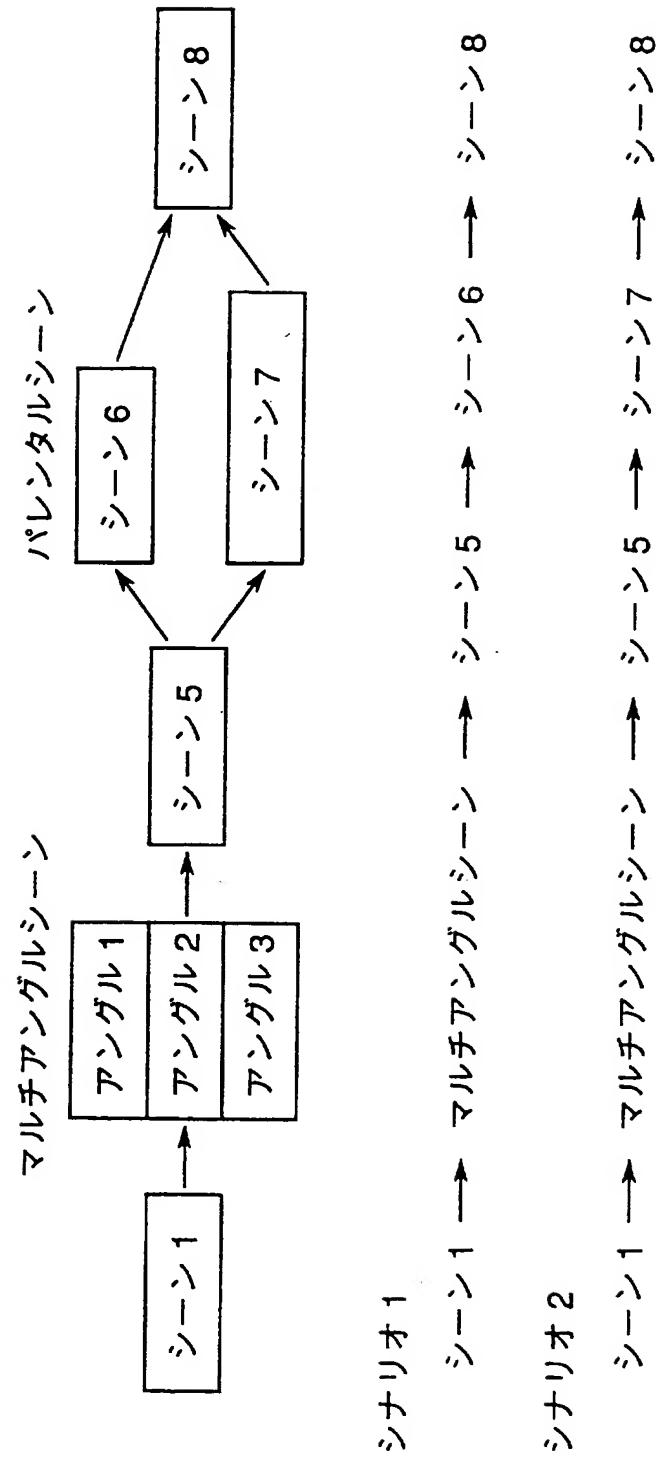 マルチアングルシーン
パレンタルシーン
シーン1
アングル1
アングル2
アングル3
シーン5
シーン6
シーン7
シーン8
シナリオ1
シーン1 → マルチアングルシーン → シーン5 → シーン6 → シーン8
シナリオ2
シーン1 → マルチアングルシーン → シーン5 → シーン7 → シーン8